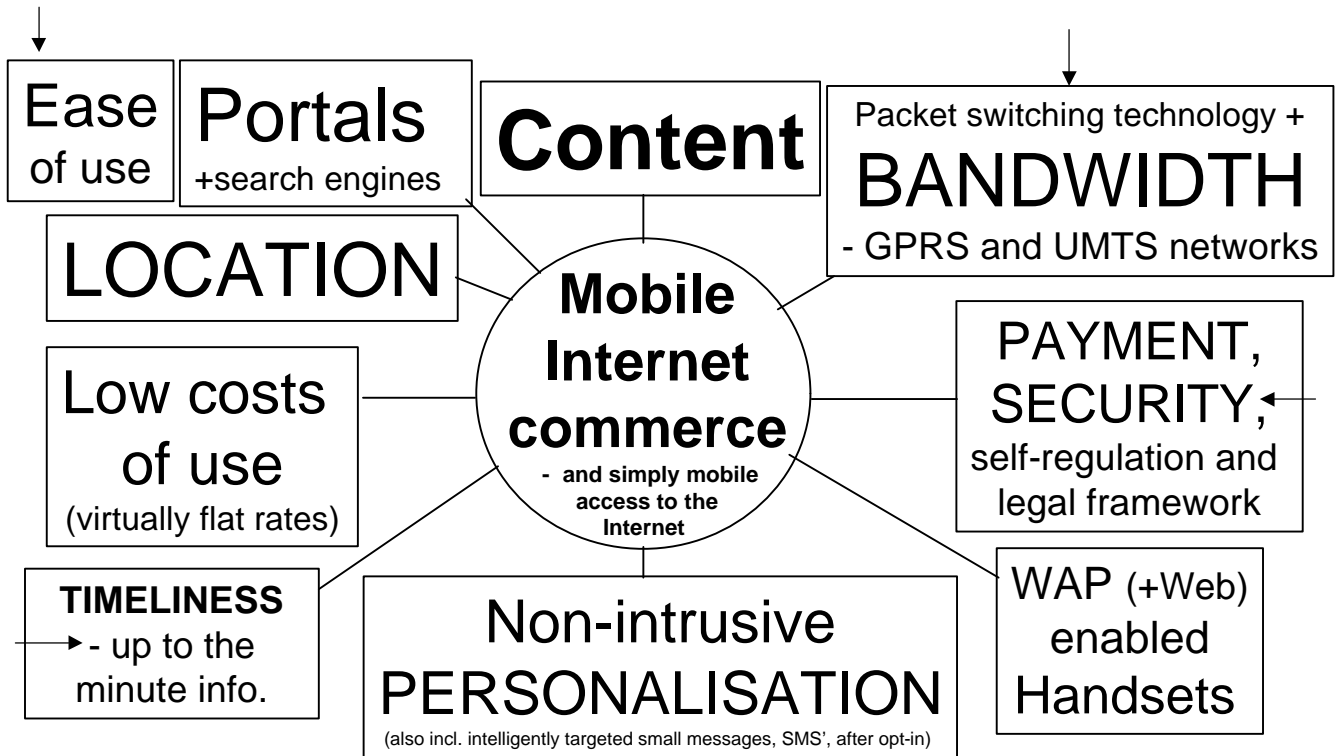 Ease
of use
Portals
+search engines
Content
Packet switching technology +
BANDWIDTH
- GPRS and UMTS networks
LOCATION
Mobile
Internet
commerce
- and simply mobile
access to the
Internet
PAYMENT,
SECURITY,
self-regulation and
legal framework
Low costs
of use
(virtually flat rates)
TIMELINESS
- up to the
minute info.
Non-intrusive
PERSONALISATION
(also incl. intelligently targeted small messages, SMS', after opt-in)
WAP (+Web)
enabled
Handsets